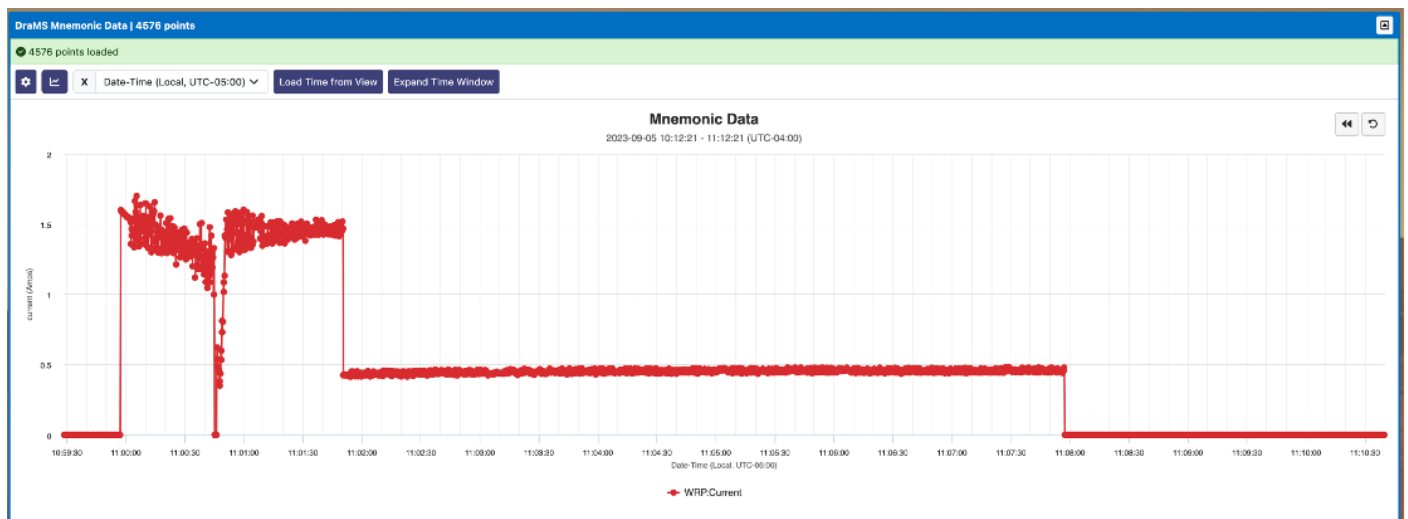 DraMS Mnemonic Data | 4576 points
4576 points loaded
X Date-Time (Local, UTC-05:00) Load Time from View Expand Time Window
Mnemonic Data
2023-09-05 10:12:21 - 11:12:21 (UTC-04:00)
2
1.5
1
0.5
0
current (Amps)
10:59:30 11:00:00 11:00:30 11:01:00 11:01:30 11:02:00 11:02:30 11:03:00 11:03:30 11:04:00 11:04:30 11:05:00 11:05:30 11:06:00 11:06:30 11:07:00 11:07:30 11:08:00 11:08:30 11:09:00 11:09:30 11:10:00 11:10:30
Date-Time (Local, UTC-05:00)
WRP.Current